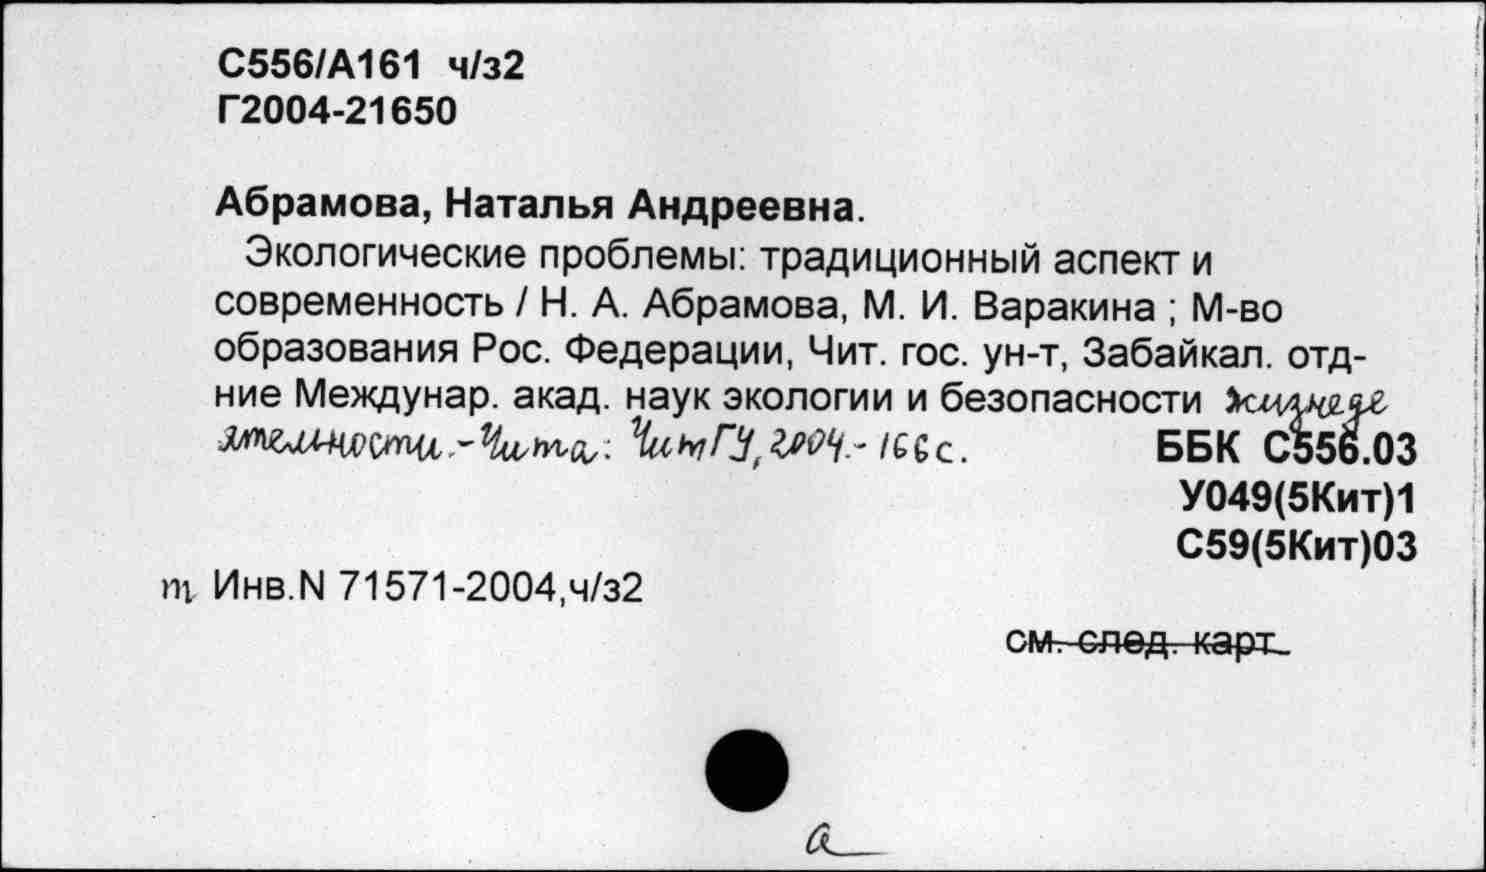 С556/А161 ч/з2
Г2004-21650
Абрамова, Наталья Андреевна.
Экологические проблемы: традиционный аспект и
современность / Н. А. Абрамова, М. И. Варакина ; М-во
образования Рос. Федерации, Чит. гос. ун-т, Забайкал. отд-
ние Междунар. акад. наук экологии и безопасности жизнеде
ятельности.-Чита: ЧитГУ, 2004.- 166 с.
ББК С556.03
У049(5Кит)1
С59(5Кит)03
т Инв.N 71571-2004,ч/з2
см. след. карт.
а